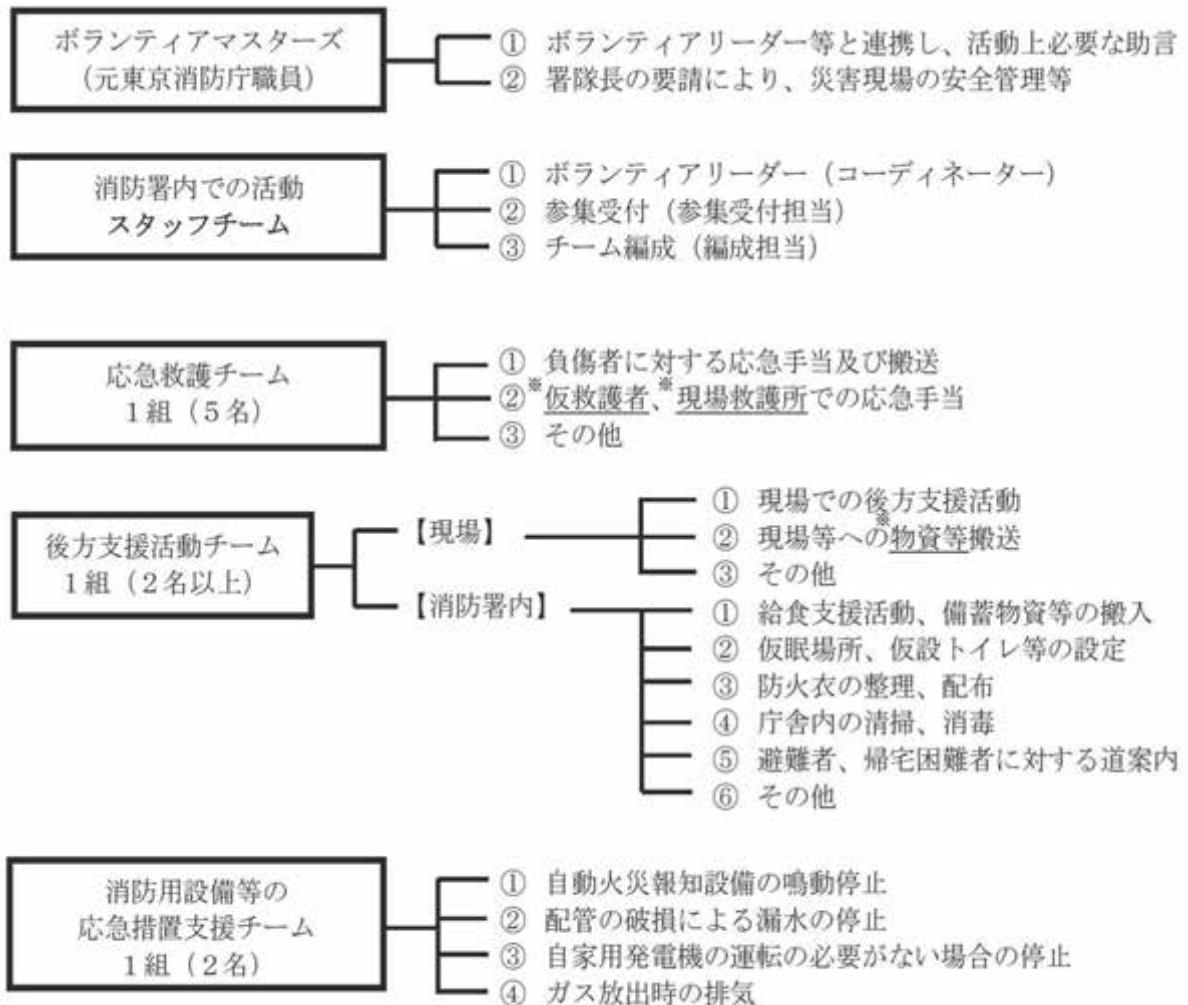 ボランティアマスターズ
(元東京消防庁職員)
① ボランティアリーダー等と連携し、活動上必要な助言
② 署隊長の要請により、災害現場の安全管理等
消防署内での活動
スタッフチーム
① ボランティアリーダー（コーディネーター）
② 参集受付（参集受付担当）
③ チーム編成（編成担当）
応急救護チーム
1組（5名）
① 負傷者に対する応急手当及び搬送
②※仮救護者、※現場救護所での応急手当
③ その他
後方支援活動チーム
1組（2名以上）
【現場】
① 現場での後方支援活動
② 現場等への※物資等搬送
③ その他
【消防署内】
① 給食支援活動、備蓄物資等の搬入
② 仮眠場所、仮設トイレ等の設定
③ 防火衣の整理、配布
④ 庁舎内の清掃、消毒
⑤ 避難者、帰宅困難者に対する道案内
⑥ その他
消防用設備等の
応急措置支援チーム
1組（2名）
① 自動火災報知設備の鳴動停止
② 配管の破損による漏水の停止
③ 自家用発電機の運転の必要がない場合の停止
④ ガス放出時の排気